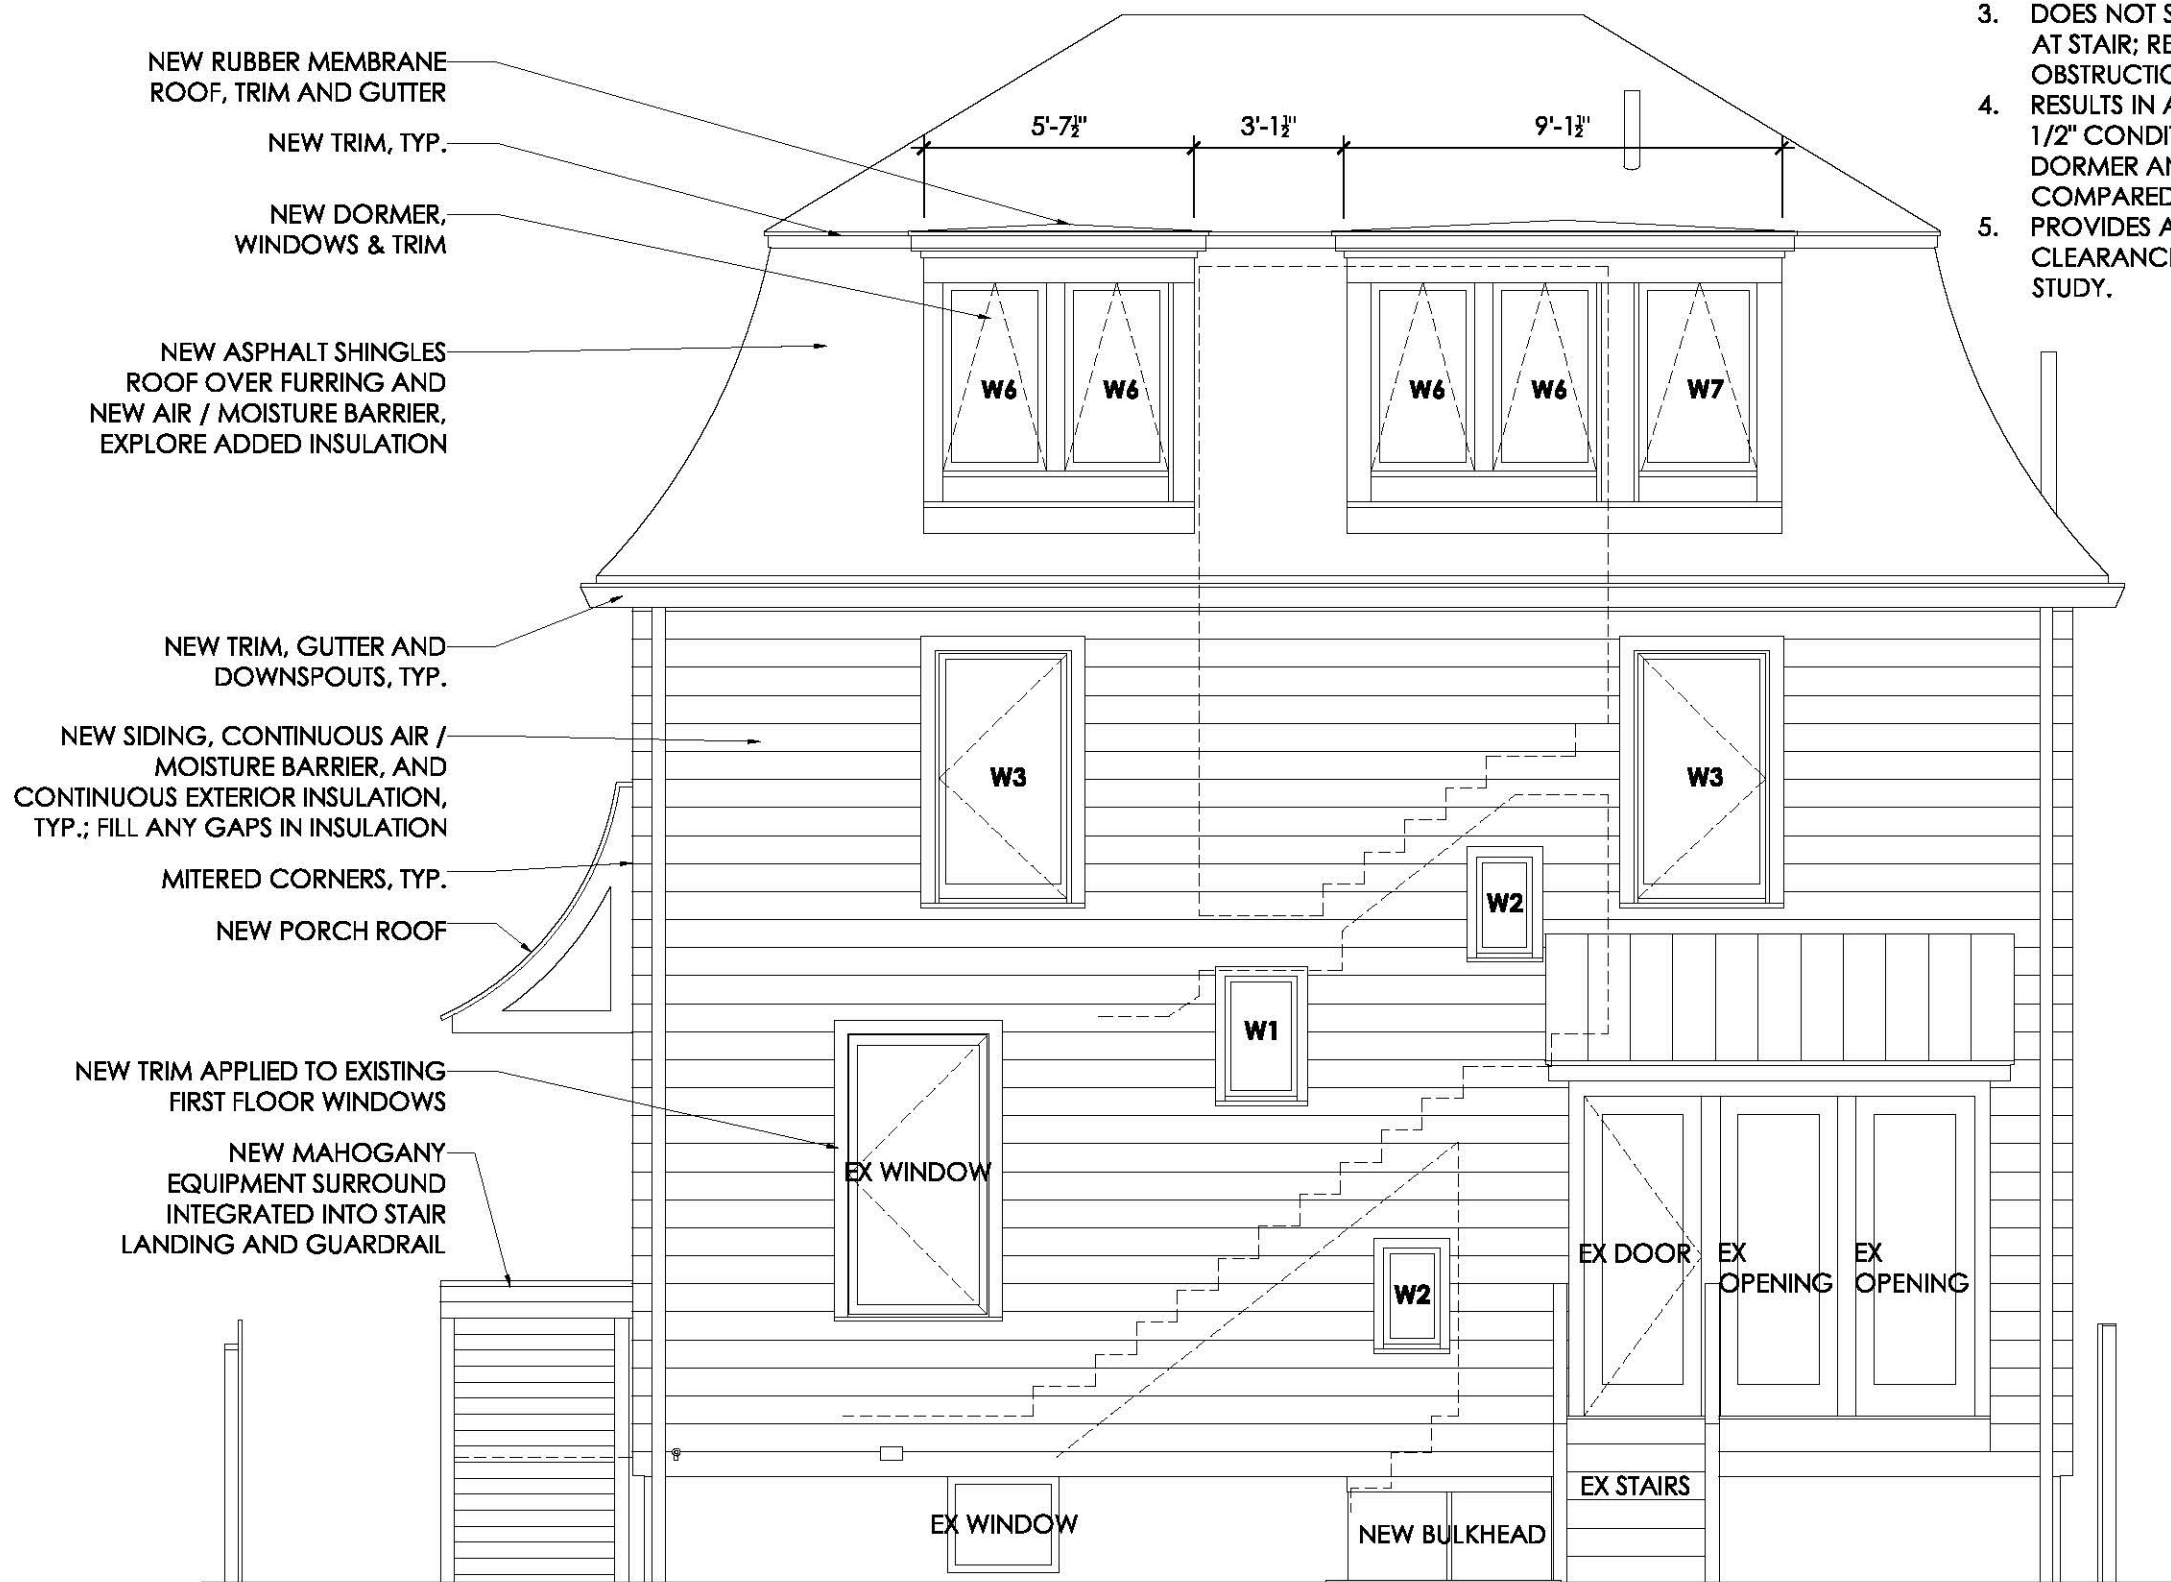 NEW RUBBER MEMBRANE
ROOF, TRIM AND GUTTER
NEW TRIM, TYP.
NEW DORMER,
WINDOWS & TRIM
NEW ASPHALT SHINGLES
ROOF OVER FURRING AND
NEW AIR / MOISTURE BARRIER,
EXPLORE ADDED INSULATION
NEW TRIM, GUTTER AND
DOWNSPOUTS, TYP.
NEW SIDING, CONTINUOUS AIR /
MOISTURE BARRIER, AND
CONTINUOUS EXTERIOR INSULATION,
TYP.; FILL ANY GAPS IN INSULATION
MITERED CORNERS, TYP.
NEW PORCH ROOF
NEW TRIM APPLIED TO EXISTING
FIRST FLOOR WINDOWS
NEW MAHOGANY
EQUIPMENT SURROUND
INTEGRATED INTO STAIR
LANDING AND GUARDRAIL
5'-7½" 3'-1½" 9'-1½"
W6 W6 W6 W6 W7
W3 W3
W2
W1
EX WINDOW
W2
EX DOOR
EX
OPENING
EX
OPENING
EX STAIRS
EX WINDOW
NEW BULKHEAD
3. DOES NOT
AT STAIR;
4. RESULTS IN
1/2"
DORMER
COMPARED
5. PROVIDES
STUDY.